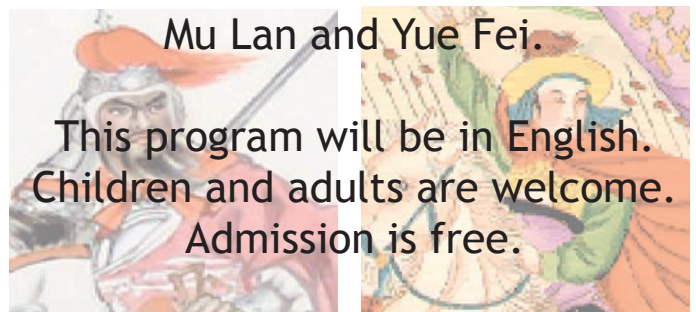 Mu Lan and Yue Fei.
This program will be in English.
Children and adults are welcome.
Admission is free.